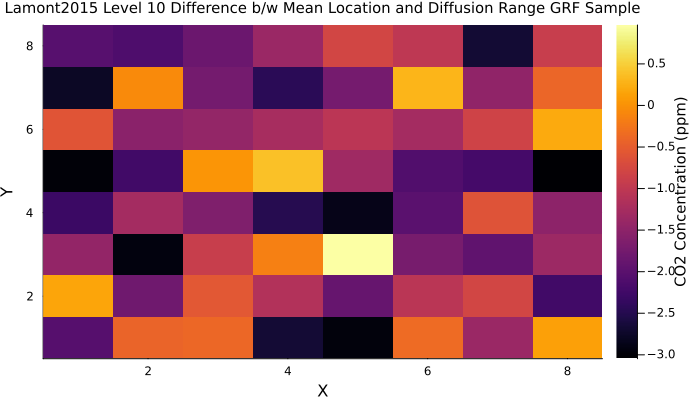 Lamont2015 Level 10 Difference b/w Mean Location and Diffusion Range GRF Sample
8
6
4
2
Y
2 4 6 8
X
0.5
0
−0.5
−1.0
−1.5
−2.0
−2.5
−3.0
CO2 Concentration (ppm)